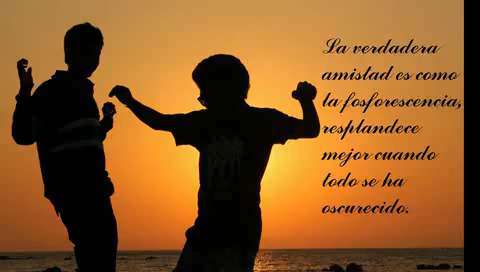 La verdadera
amistad es como
la fosforescencia,
resplandece
mejor cuando
todo se ha
oscurecido.